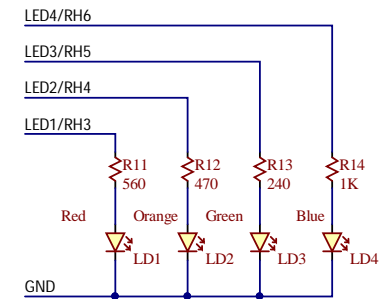 LED4/RH6
LED3/RH5
LED2/RH4
LED1/RH3
R11 R12 R13 R14
560 470 240 1K
Red Orange Green Blue
LD1 LD2 LD3 LD4
GND